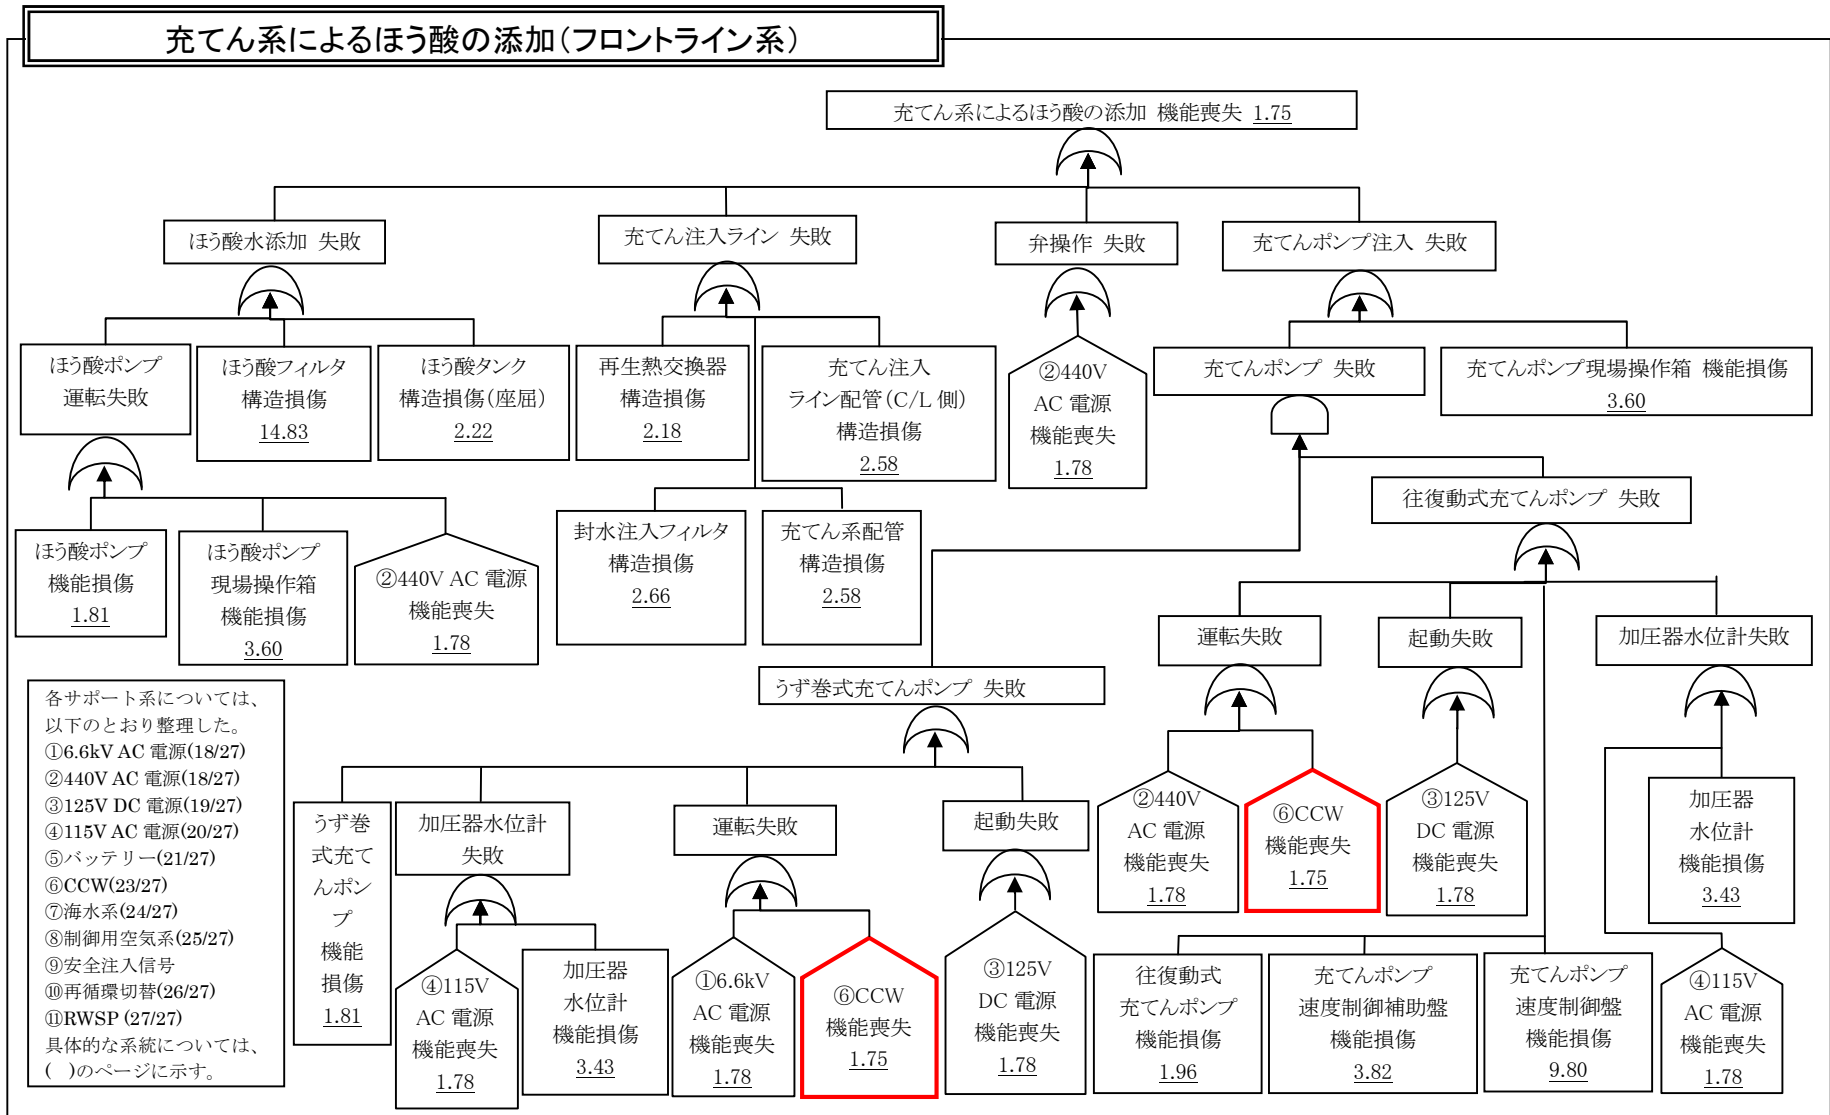 充てん系によるほう酸の添加(フロントライン系)
充てん系によるほう酸の添加 機能喪失 1.75
ほう酸水添加 失敗
充てん注入ライン 失敗
弁操作 失敗
充てんポンプ注入 失敗
ほう酸ポンプ
運転失敗
ほう酸フィルタ
構造損傷
14.83
ほう酸タンク
構造損傷(座屈)
2.22
再生熱交換器
構造損傷
2.18
充てん注入
ライン配管(C/L 側)
構造損傷
2.58
②440V
AC 電源
機能喪失
1.78
充てんポンプ 失敗
充てんポンプ現場操作箱 機能損傷
3.60
往復動式充てんポンプ 失敗
ほう酸ポンプ
機能損傷
1.81
ほう酸ポンプ
現場操作箱
機能損傷
3.60
②440V AC 電源
機能喪失
1.78
封水注入フィルタ
構造損傷
2.66
充てん系配管
構造損傷
2.58
運転失敗
起動失敗
加圧器水位計失敗
うず巻式充てんポンプ 失敗
各サポート系については、
以下のとおり整理した。
①6.6kV AC 電源(18/27)
②440V AC 電源(18/27)
③125V DC 電源(19/27)
④115V AC 電源(20/27)
⑤バッテリー(21/27)
⑥CCW(23/27)
⑦海水系(24/27)
⑧制御用空気系(25/27)
⑨安全注入信号
⑩再循環切替(26/27)
⑪RWSP (27/27)
具体的な系統については、
( )のページに示す。
うず巻
式充て
んポン
プ
機能
損傷
1.81
加圧器水位計
失敗
運転失敗
起動失敗
②440V
AC 電源
機能喪失
1.78
⑥CCW
機能喪失
1.75
③125V
DC 電源
機能喪失
1.78
加圧器
水位計
機能損傷
3.43
④115V
AC 電源
機能喪失
1.78
加圧器
水位計
機能損傷
3.43
①6.6kV
AC 電源
機能喪失
1.78
⑥CCW
機能喪失
1.75
③125V
DC 電源
機能喪失
1.78
往復動式
充てんポンプ
機能損傷
1.96
充てんポンプ
速度制御補助盤
機能損傷
3.82
充てんポンプ
速度制御盤
機能損傷
9.80
④115V
AC 電源
機能喪失
1.78